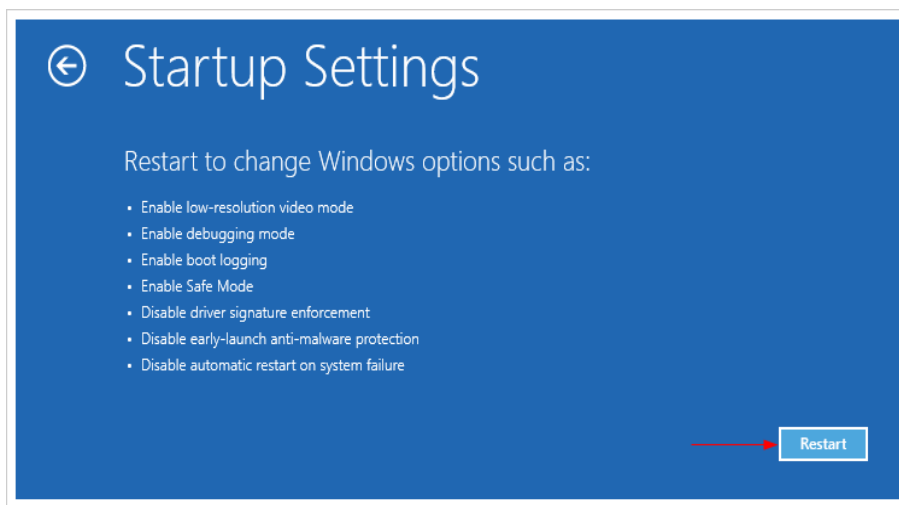 Startup Settings
Restart to change Windows options such as:
Enable low-resolution video mode
Enable debugging mode
Enable boot logging
Enable Safe Mode
Disable driver signature enforcement
Disable early-launch anti-malware protection
Disable automatic restart on system failure
Restart